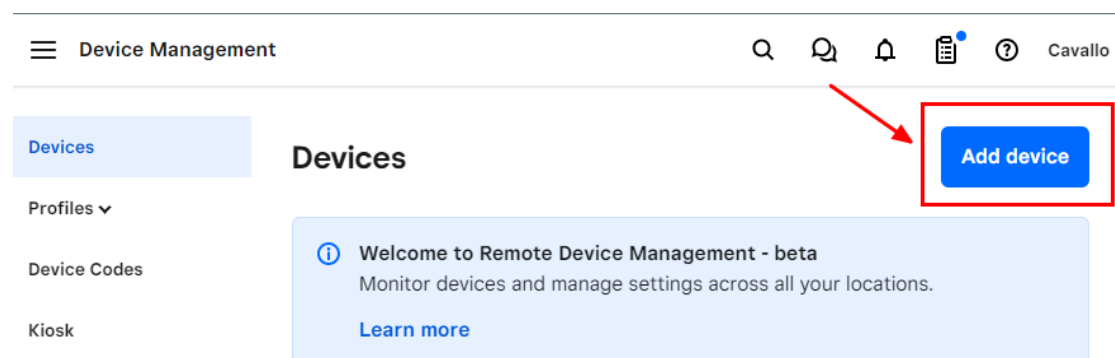 Device Management
Cavallo
Devices
Profiles
Device Codes
Kiosk
Devices
Add device
Welcome to Remote Device Management - beta
Monitor devices and manage settings across all your locations.
Learn more